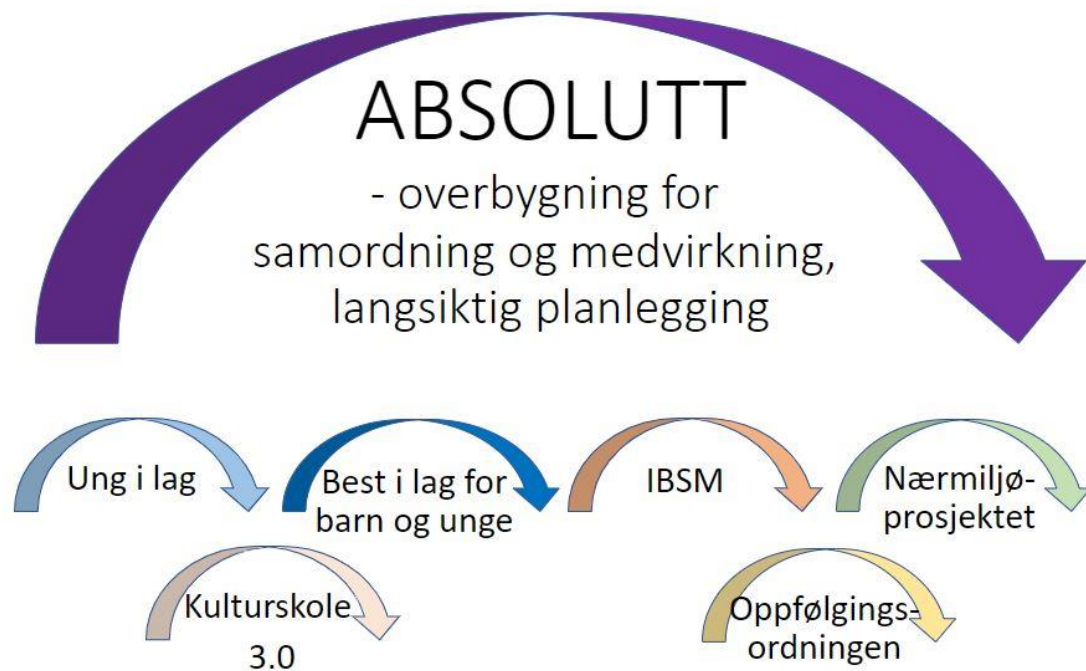 ABSOLUTT
- overbygning for
samordning og medvirkning,
langsiktig planlegging
Ung i lag
Best i lag for
barn og unge
IBSM
Nærmiljø-
prosjektet
Kulturskole
3.0
Oppfølgings-
ordningen